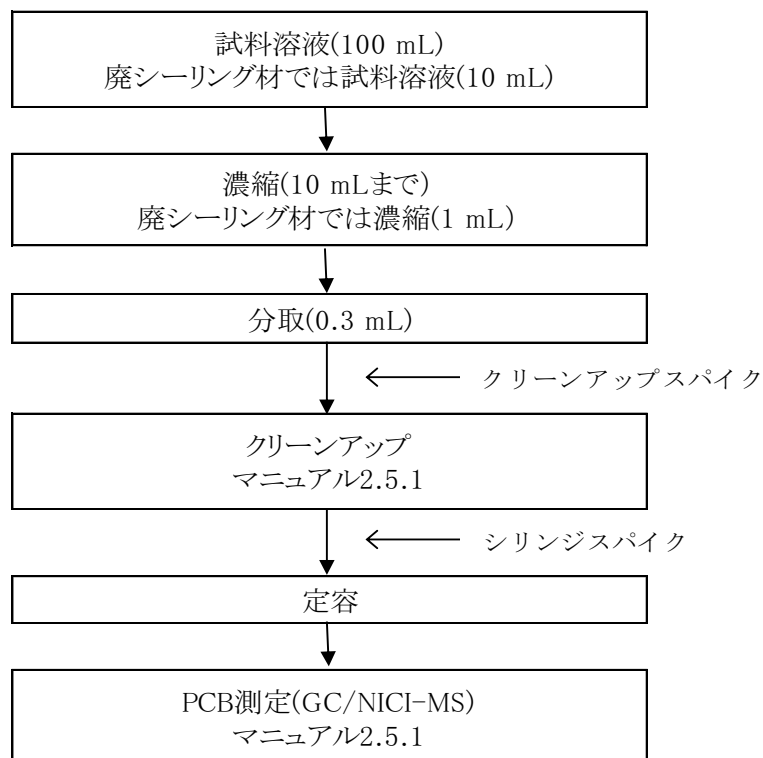 試料溶液(100 mL)
廃シーリング材では試料溶液(10 mL)
濃縮(10 mLまで)
廃シーリング材では濃縮(1 mL)
分取(0.3 mL)
クリーンアップスパイク
クリーンアップ
マニュアル2.5.1
シリンジスパイク
定容
PCB測定(GC/NICI-MS)
マニュアル2.5.1